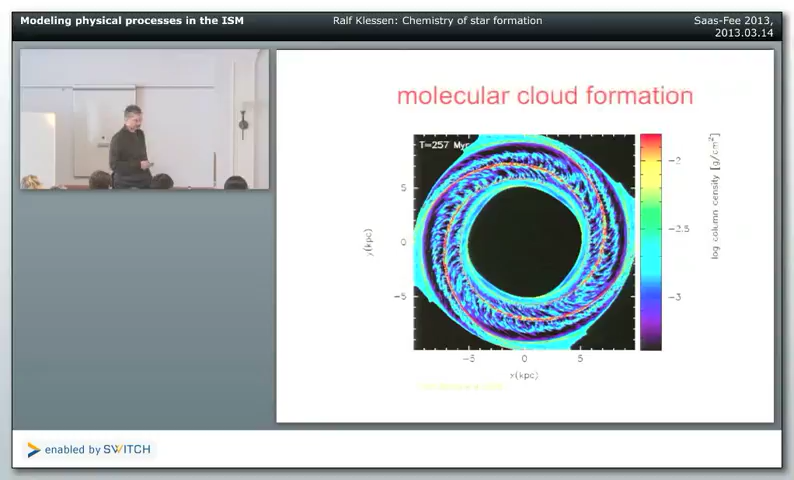 Modeling physical processes in the ISM
Ralf Klessen: Chemistry of star formation
Saas-Fee 2013,
2013.03.14
molecular cloud formation
T=257 Myr
5
0
-5
-5
0
5
y(kpc)
x(kpc)
-2
-2.5
-3
log column density [g/cm²]
enabled by SWITCH